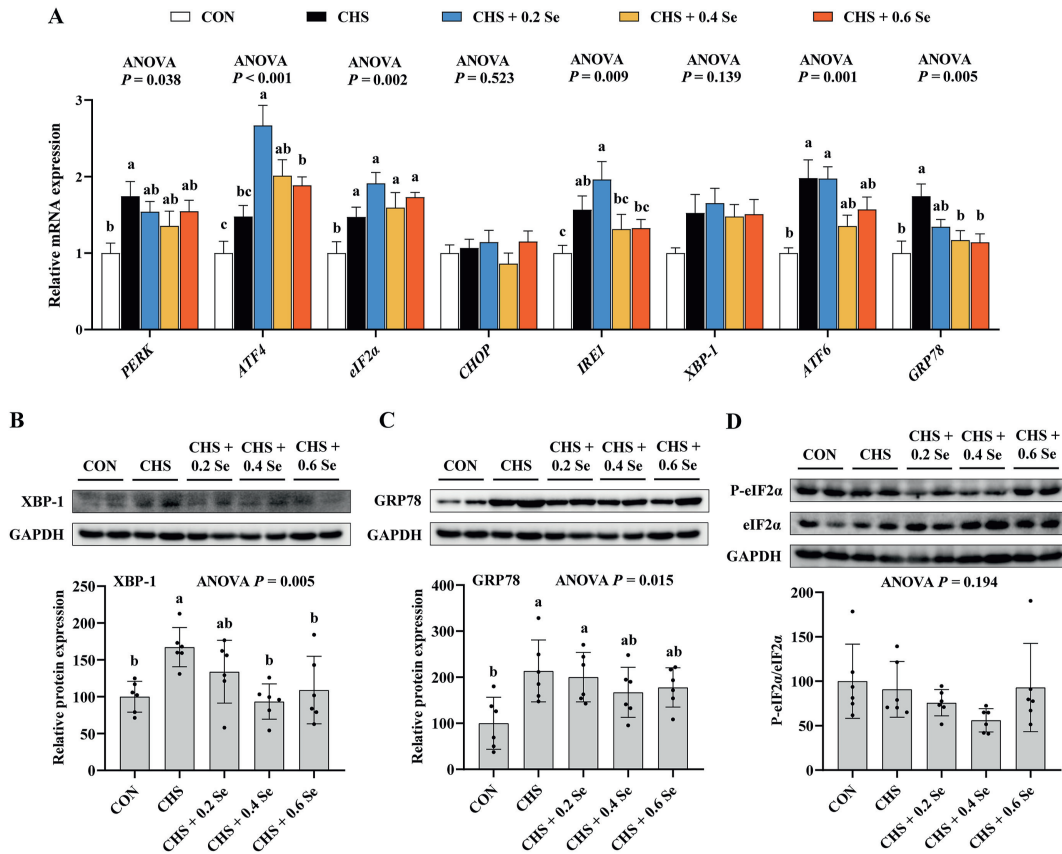 A
CON
CHS
CHS + 0.2 Se
CHS + 0.4 Se
CHS + 0.6 Se
ANOVA
P = 0.038
ANOVA
P < 0.001
ANOVA
P = 0.002
ANOVA
P = 0.523
ANOVA
P = 0.009
ANOVA
P = 0.139
ANOVA
P = 0.001
ANOVA
P = 0.005
Relative mRNA expression
3
2
1
0
b a ab ab ab
c bc a ab b
b a a a a
c ab a bc bc
b a a ab ab
b a ab b b
PERK
ATF4
eIF2α
CHOP
IRE1
XBP-1
ATF6
GRP78
B
CON
CHS
CHS +
0.2 Se
CHS +
0.4 Se
CHS +
0.6 Se
XBP-1
GAPDH
XBP-1
ANOVA P = 0.005
Relative protein expression
250
200
150
100
50
0
b a ab b b
CON
CHS
CHS + 0.2 Se
CHS + 0.4 Se
CHS + 0.6 Se
C
CON
CHS
CHS +
0.2 Se
CHS +
0.4 Se
CHS +
0.6 Se
GRP78
GAPDH
GRP78
ANOVA P = 0.015
Relative protein expression
400
300
200
100
0
b a a ab ab
CON
CHS
CHS + 0.2 Se
CHS + 0.4 Se
CHS + 0.6 Se
D
CON
CHS
CHS +
0.2 Se
CHS +
0.4 Se
CHS +
0.6 Se
P-eIF2α
eIF2α
GAPDH
ANOVA P = 0.194
P-eIF2α/eIF2α
200
150
100
50
0
CON
CHS
CHS + 0.2 Se
CHS + 0.4 Se
CHS + 0.6 Se